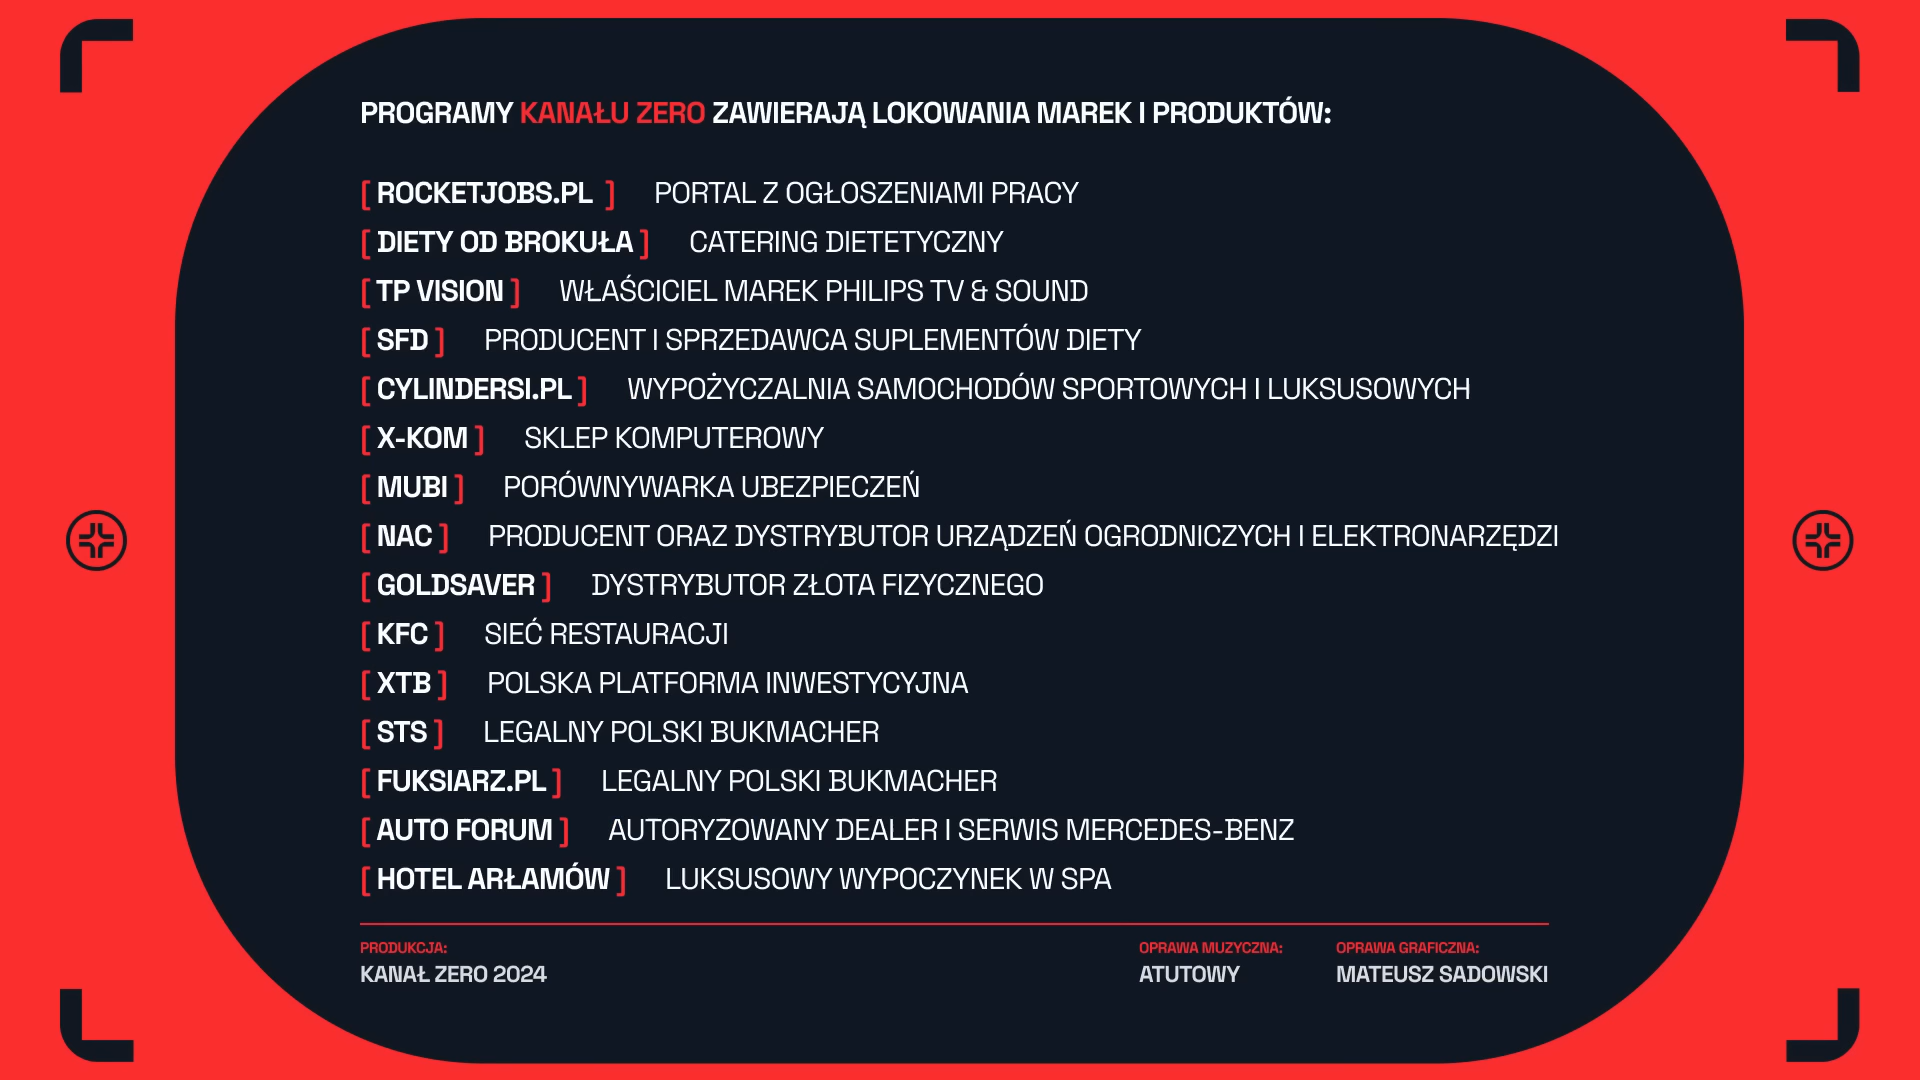 PROGRAMY KANAŁU ZERO ZAWIERAJĄ LOKOWANIA MAREK I PRODUKTÓW:
[ ROCKETJOBS.PL ] PORTAL Z OGŁOSZENIAMI PRACY
[ DIETY OD BROKUŁA ] CATERING DIETETYCZNY
[ TP VISION ] WŁAŚCICIEL MAREK PHILIPS TV & SOUND
[ SFD ] PRODUCENT I SPRZEDAWCA SUPLEMENTÓW DIETY
[ CYLINDERSI.PL ] WYPOŻYCZALNIA SAMOCHODÓW SPORTOWYCH I LUKSUSOWYCH
[ X-KOM ] SKLEP KOMPUTEROWY
[ MUBI ] PORÓWNYWARKA UBEZPIECZEŃ
[ NAC ] PRODUCENT ORAZ DYSTRYBUTOR URZĄDZEŃ OGRODNICZYCH I ELEKTRONARZĘDZI
[ GOLDSAVER ] DYSTRYBUTOR ZŁOTA FIZYCZNEGO
[ KFC ] SIEĆ RESTAURACJI
[ XTB ] POLSKA PLATFORMA INWESTYCYJNA
[ STS ] LEGALNY POLSKI BUKMACHER
[ FUKSIARZ.PL ] LEGALNY POLSKI BUKMACHER
[ AUTO FORUM ] AUTORYZOWANY DEALER I SERWIS MERCEDES-BENZ
[ HOTEL ARŁAMÓW ] LUKSUSOWY WYPOCZYNEK W SPA
PRODUKCJA: OPRAWA MUZYCZNA: OPRAWA GRAFICZNA:
KANAŁ ZERO 2024 ATUTOWY MATEUSZ SADOWSKI